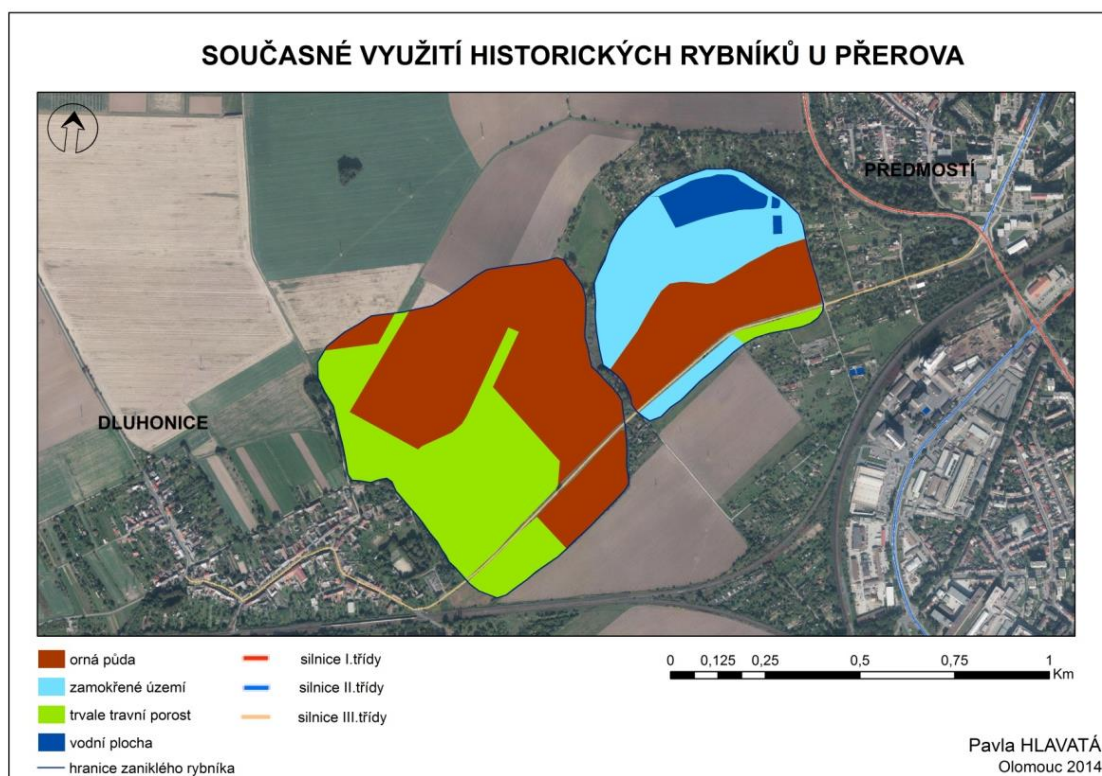 SOUČASNÉ VYUŽITÍ HISTORICKÝCH RYBNÍKŮ U PŘEROVA
PŘEDMOSTÍ
DLUHONICE
orná půda
zamokřené území
trvale travní porost
vodní plocha
hranice zaniklého rybníka
silnice I.třídy
silnice II.třídy
silnice III.třídy
0 0,125 0,25 0,5 0,75 1
Km
Pavla HLAVATÁ
Olomouc 2014